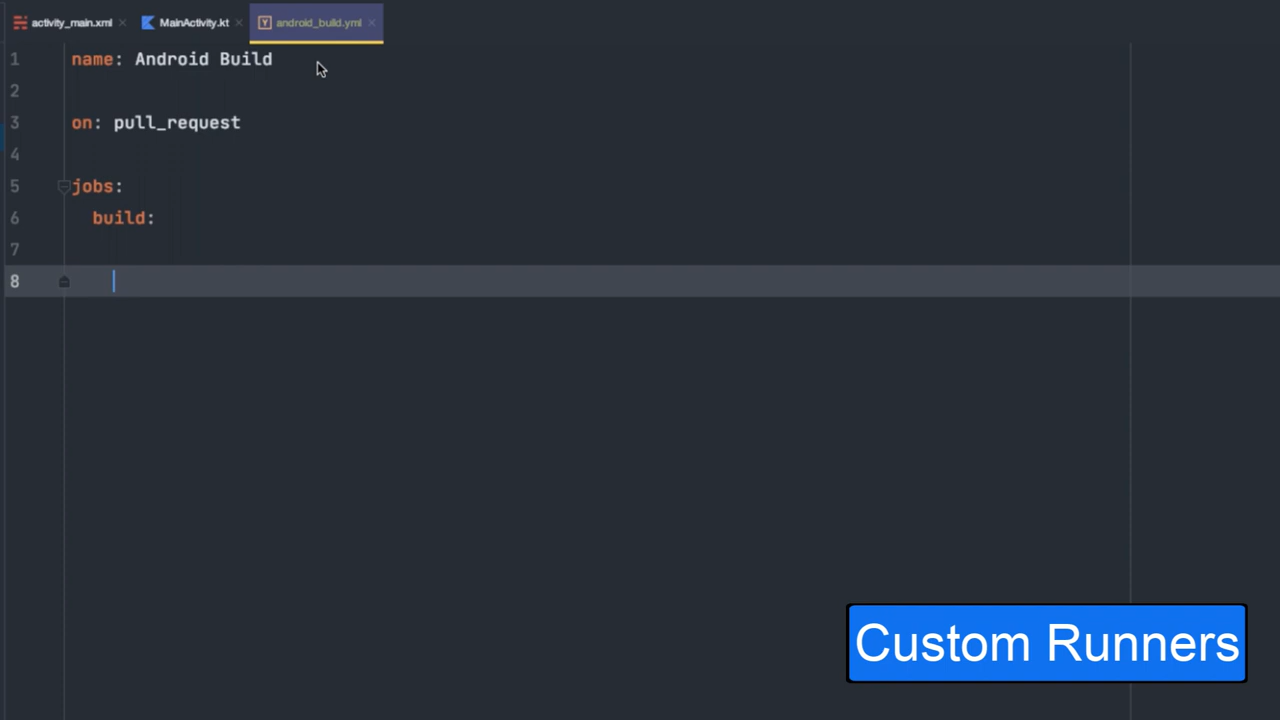 activity_main.xml MainActivity.kt android_build.yml
1 name: Android Build
2
3 on: pull_request
4
5 jobs:
6   build:
7
8
Custom Runners